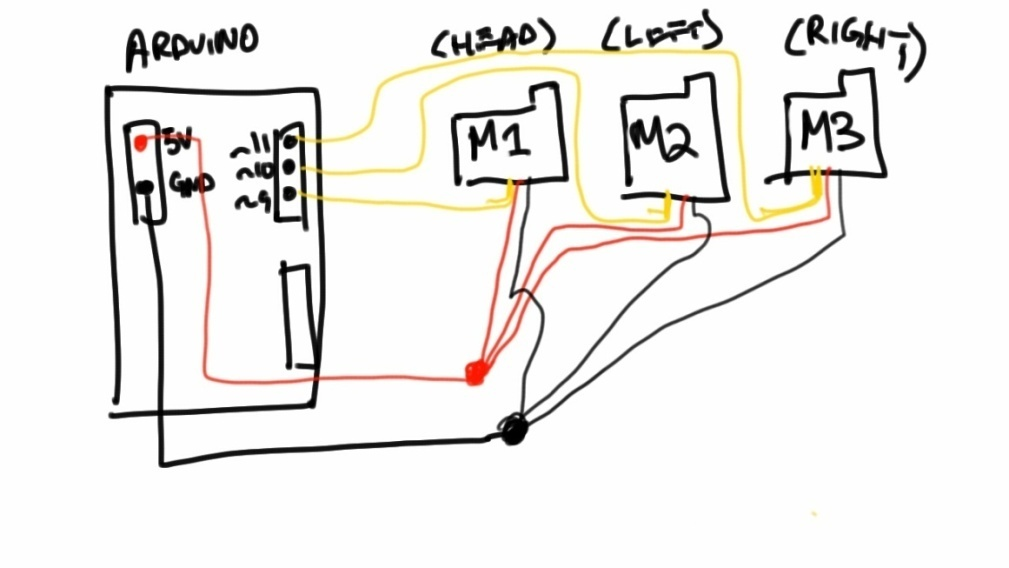 ARDUINO
(HEAD)
(LEFT)
(RIGHT)
5V
GND
~11
~10
~9
M1
M2
M3